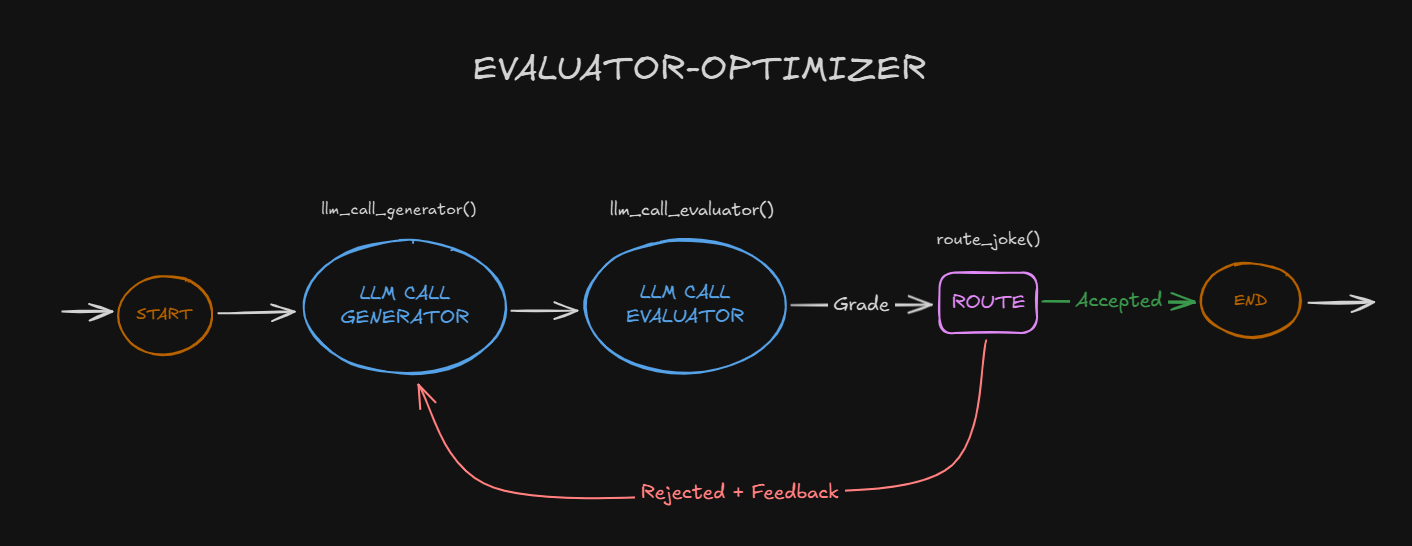 EVALUATOR-OPTIMIZER
llm_call_generator()
llm_call_evaluator()
route_joke()
START
LLM CALL
GENERATOR
LLM CALL
EVALUATOR
Grade
ROUTE
Accepted
END
Rejected + Feedback